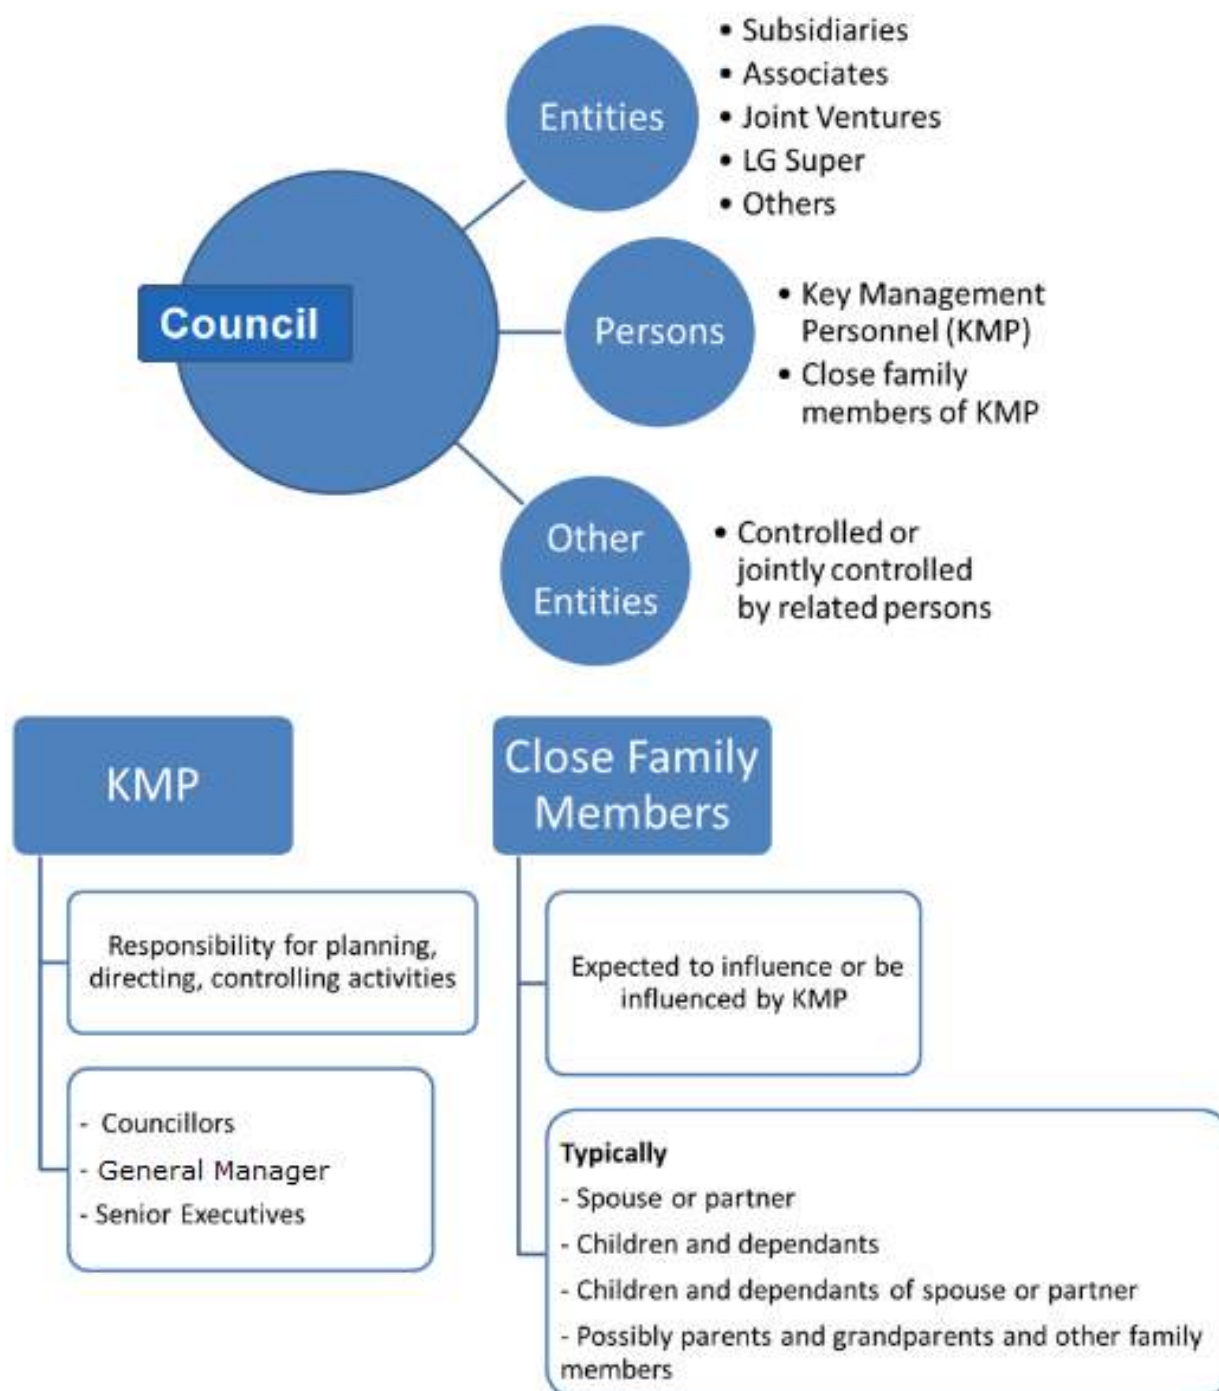 Entities
• Subsidiaries
• Associates
• Joint Ventures
• LG Super
• Others
Council
Persons
• Key Management
Personnel (KMP)
• Close family
members of KMP
Other
Entities
• Controlled or
jointly controlled
by related persons
KMP
Responsibility for planning,
directing, controlling activities
- Councillors
- General Manager
- Senior Executives
Close Family
Members
Expected to influence or be
influenced by KMP
Typically
- Spouse or partner
- Children and dependants
- Children and dependants of spouse or partner
- Possibly parents and grandparents and other family
members